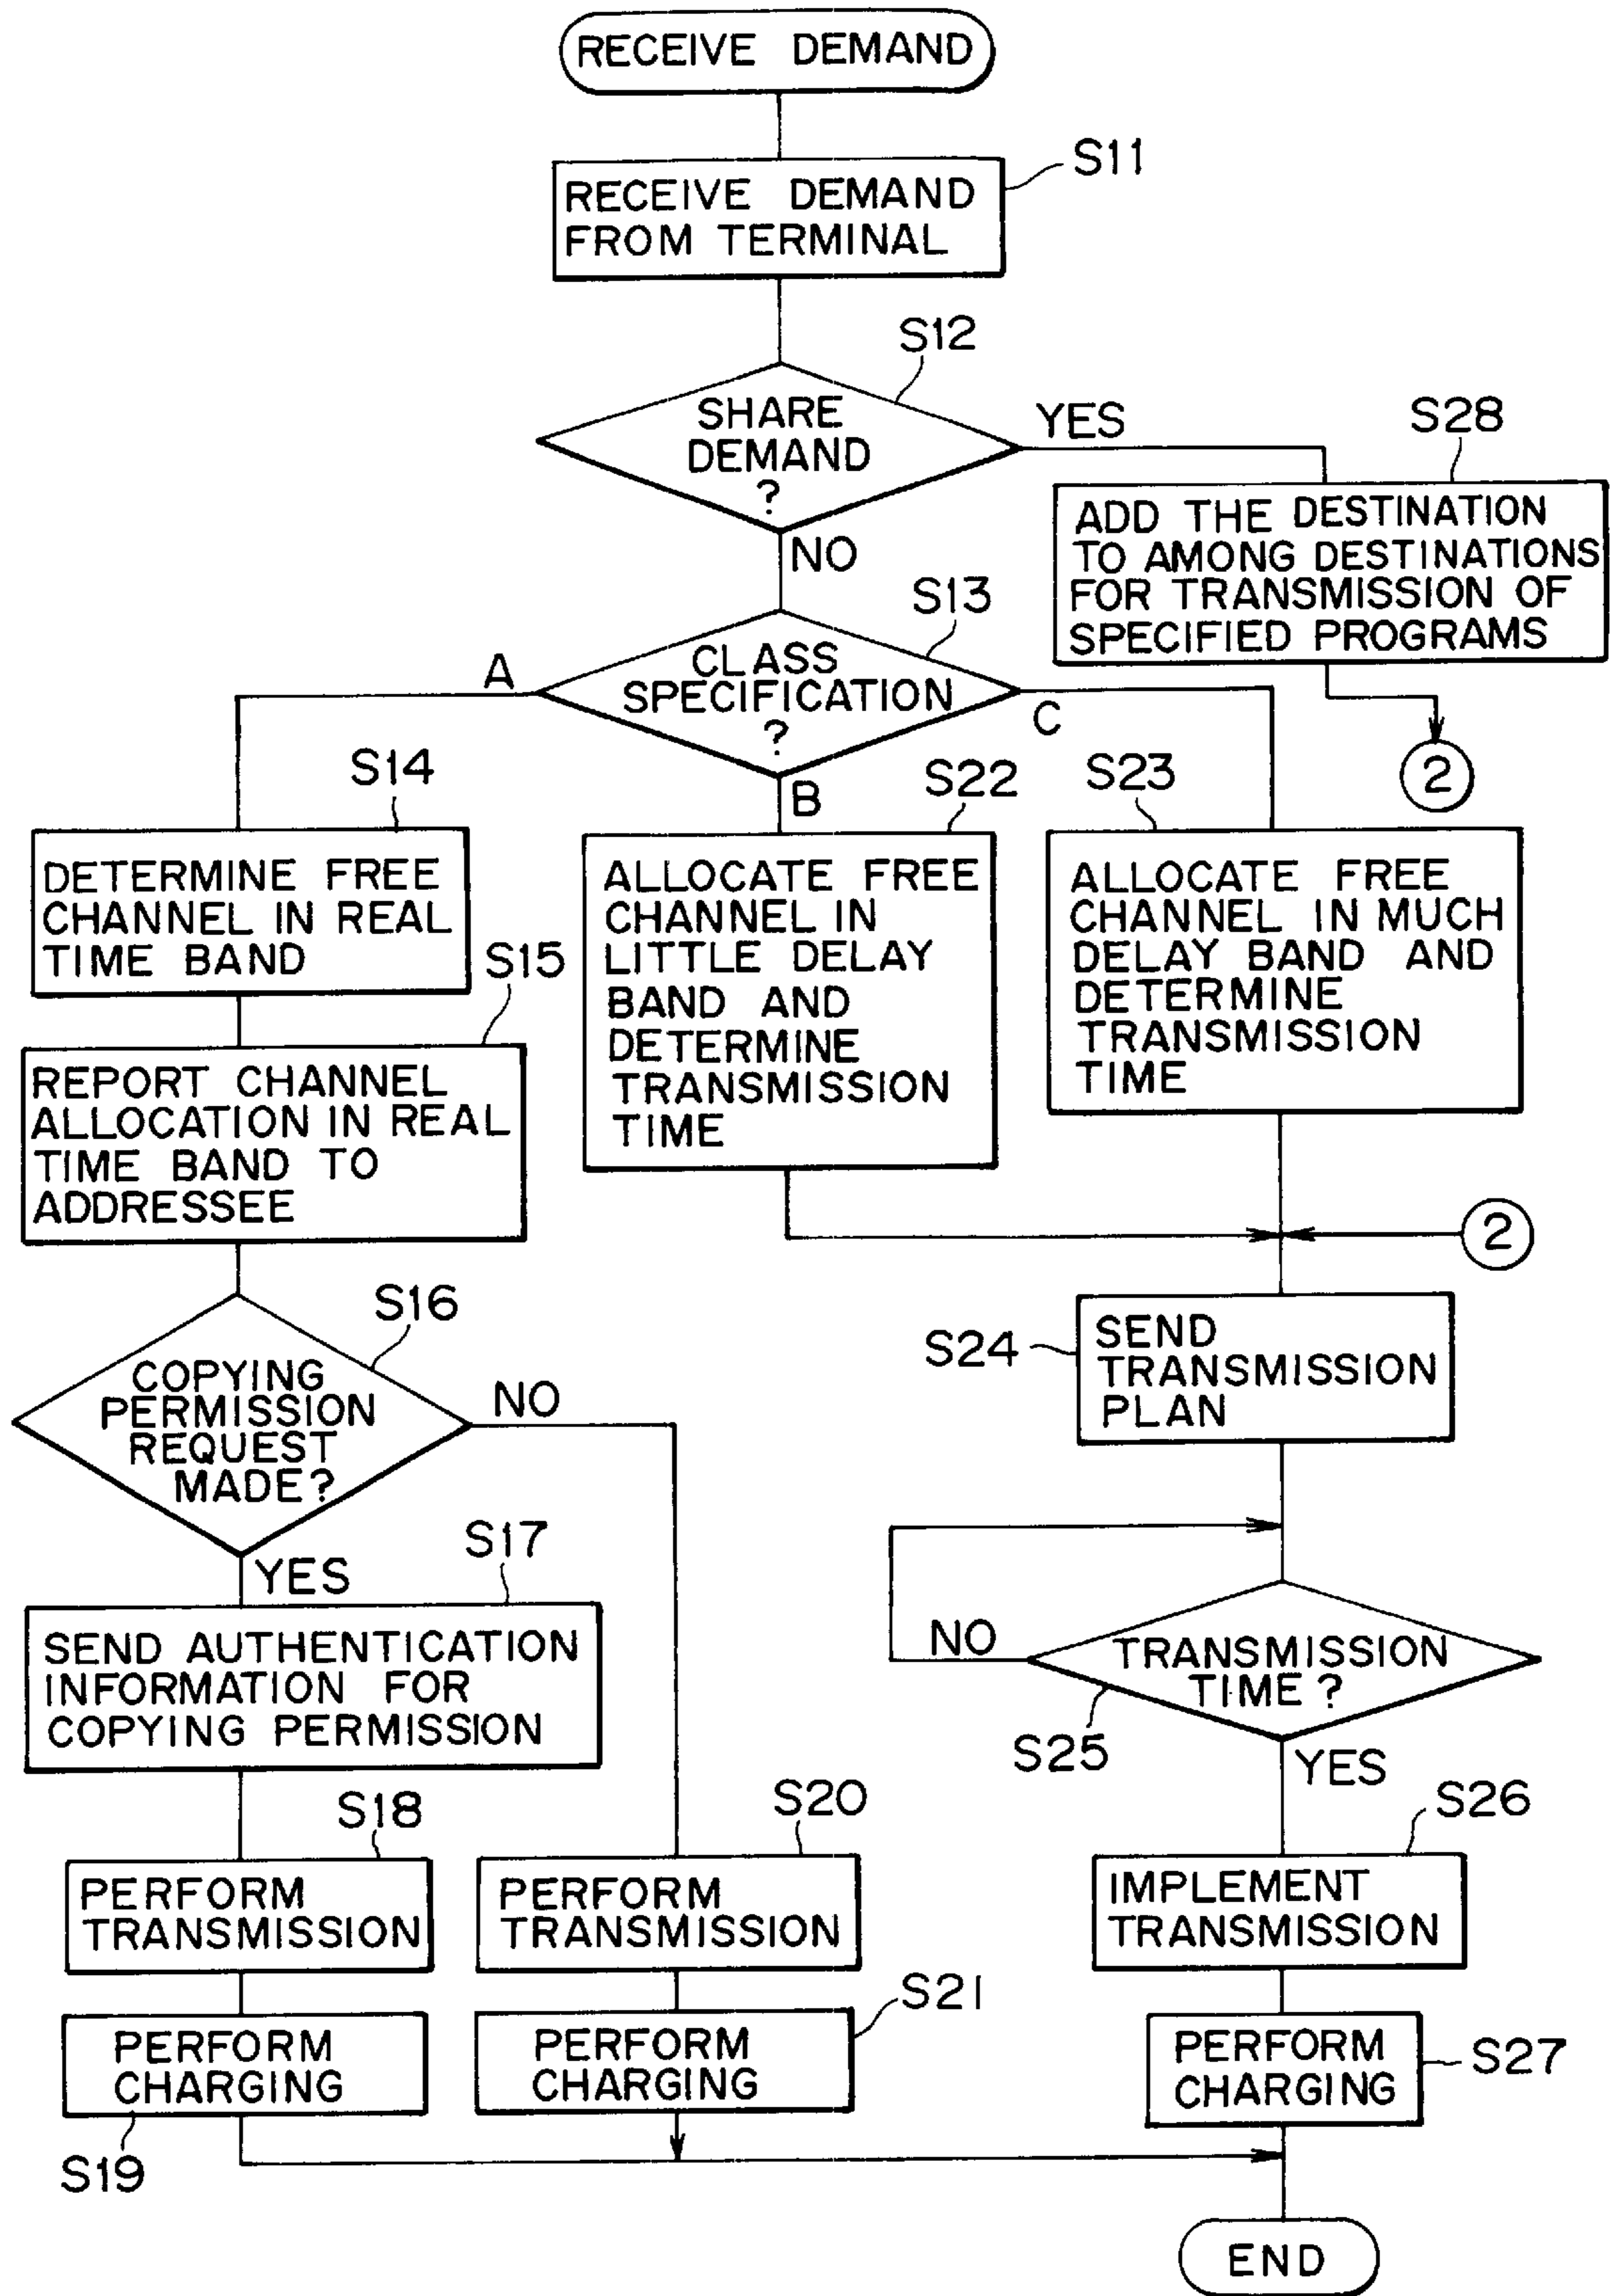 RECEIVE DEMAND
S11
RECEIVE DEMAND
FROM TERMINAL
S12
SHARE
DEMAND
?
YES
NO
S28
ADD THE DESTINATION
TO AMONG DESTINATIONS
FOR TRANSMISSION OF
SPECIFIED PROGRAMS
2
S13
CLASS
SPECIFICATION
?
A
B
C
S14
DETERMINE FREE
CHANNEL IN REAL
TIME BAND
S22
ALLOCATE FREE
CHANNEL IN
LITTLE DELAY
BAND AND
DETERMINE
TRANSMISSION
TIME
S23
ALLOCATE FREE
CHANNEL IN MUCH
DELAY BAND AND
DETERMINE
TRANSMISSION
TIME
S15
REPORT CHANNEL
ALLOCATION IN REAL
TIME BAND TO
ADDRESSEE
2
S16
COPYING
PERMISSION
REQUEST
MADE?
NO
YES
S24
SEND
TRANSMISSION
PLAN
S17
SEND AUTHENTICATION
INFORMATION FOR
COPYING PERMISSION
NO
TRANSMISSION
TIME?
S25
YES
S18
PERFORM
TRANSMISSION
S20
PERFORM
TRANSMISSION
S26
IMPLEMENT
TRANSMISSION
PERFORM
CHARGING
S19
S21
PERFORM
CHARGING
PERFORM
CHARGING
S27
END